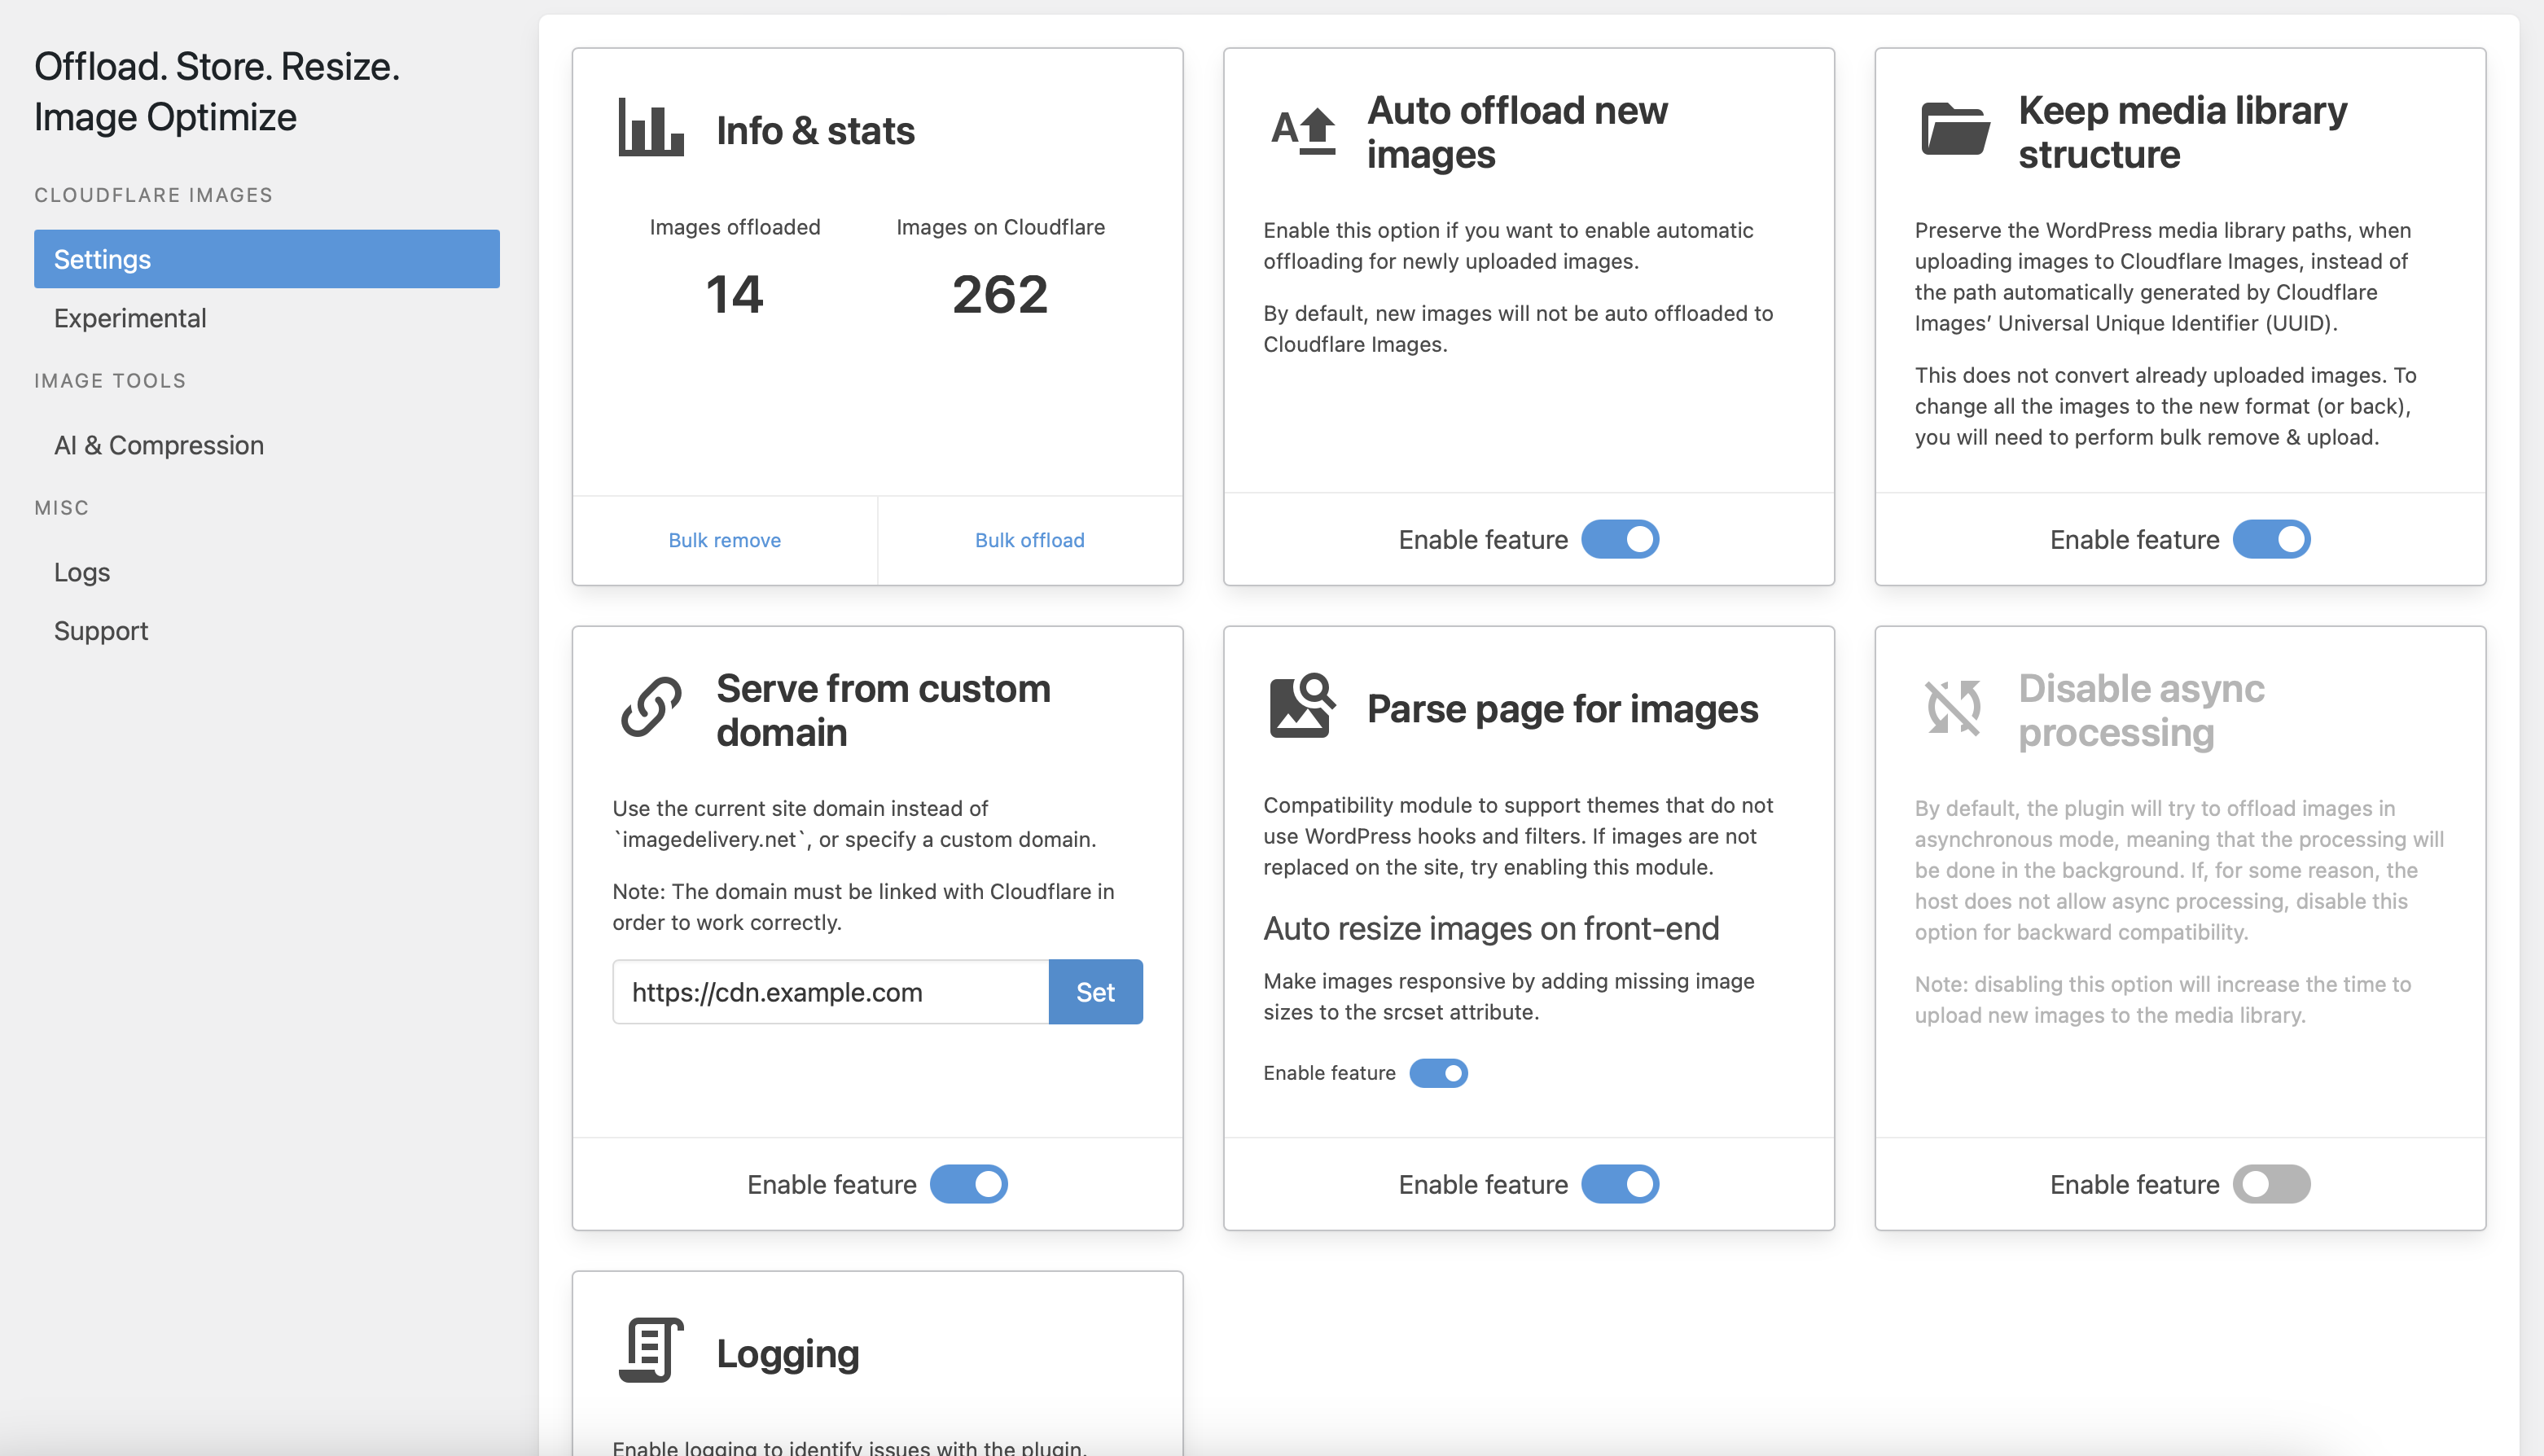 Offload. Store. Resize.
Image Optimize
CLOUDFLARE IMAGES
Settings
Experimental
IMAGE TOOLS
AI & Compression
MISC
Logs
Support
Info & stats
Images offloaded
14
Images on Cloudflare
262
Bulk remove
Bulk offload
Auto offload new
images
Enable this option if you want to enable automatic
offloading for newly uploaded images.
By default, new images will not be auto offloaded to
Cloudflare Images.
Enable feature
Keep media library
structure
Preserve the WordPress media library paths, when
uploading images to Cloudflare Images, instead of
the path automatically generated by Cloudflare
Images’ Universal Unique Identifier (UUID).
This does not convert already uploaded images. To
change all the images to the new format (or back),
you will need to perform bulk remove & upload.
Enable feature
Serve from custom
domain
Use the current site domain instead of
`imagedelivery.net`, or specify a custom domain.
Note: The domain must be linked with Cloudflare in
order to work correctly.
https://cdn.example.com
Set
Enable feature
Parse page for images
Compatibility module to support themes that do not
use WordPress hooks and filters. If images are not
replaced on the site, try enabling this module.
Auto resize images on front-end
Make images responsive by adding missing image
sizes to the srcset attribute.
Enable feature
Enable feature
Disable async
processing
By default, the plugin will try to offload images in
asynchronous mode, meaning that the processing will
be done in the background. If, for some reason, the
host does not allow async processing, disable this
option for backward compatibility.
Note: disabling this option will increase the time to
upload new images to the media library.
Enable feature
Logging
Enable logging to identify issues with the plugin.